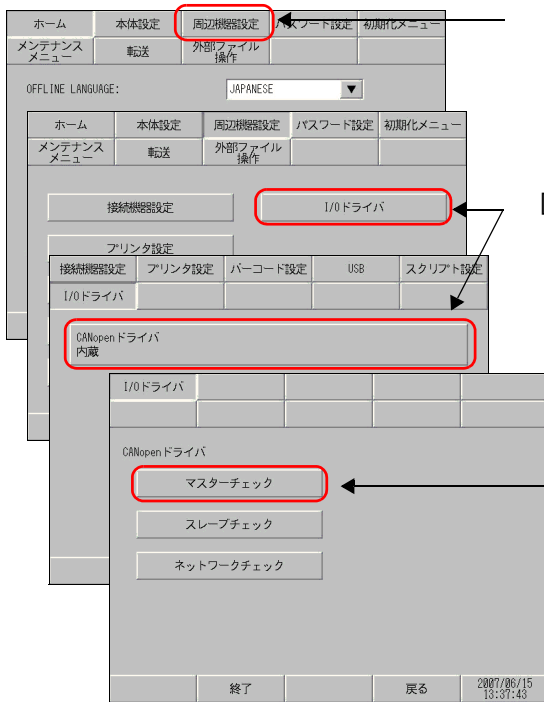 ホーム 本体設定 周辺機器設定 パスワード設定 初期化メニュー
メンテナンス
メニュー 転送 外部ファイル
操作
OFFLINE LANGUAGE: JAPANESE
ホーム 本体設定 周辺機器設定 パスワード設定 初期化メニュー
メンテナンス
メニュー 転送 外部ファイル
操作
接続機器設定 I/Oドライバ
プリンタ設定
接続機器設定 プリンタ設定 バーコード設定 USB スクリプト設定
I/Oドライバ
CANopenドライバ
内蔵
I/Oドライバ
CANopenドライバ
マスターチェック
スレーブチェック
ネットワークチェック
終了 戻る 2007/06/15
13:37:43